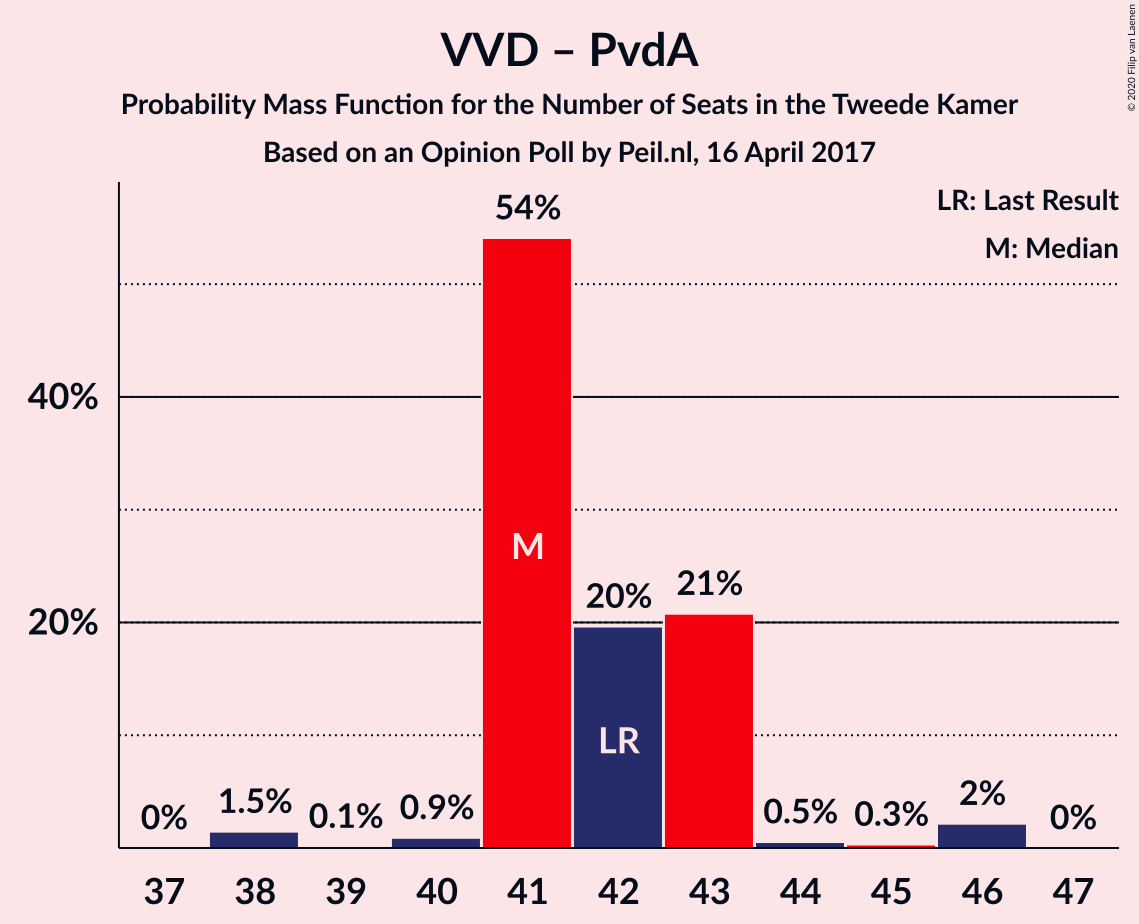 VVD – PvdA
Probability Mass Function for the Number of Seats in the Tweede Kamer
Based on an Opinion Poll by Peil.nl, 16 April 2017
© 2020 Filip van Laenen
LR: Last Result
M: Median
54%
40%
M
20%
21%
20%
LR
0%
1.5%
0.1%
0.9%
0.5%
0.3%
2%
0%
37 38 39 40 41 42 43 44 45 46 47